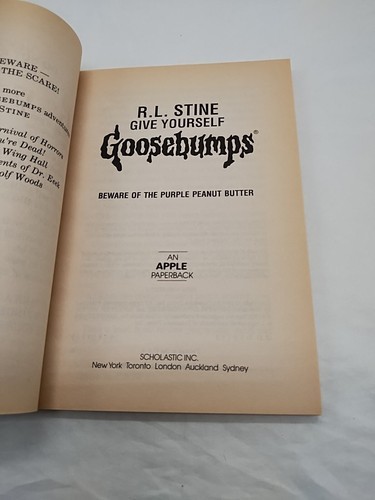 EWARE —
THE SCARE!
more
SEBUMPS adventures
STINE
rnival of Horrors
u're Dead!
Wing Hall
ents of Dr. Eeek
olf Woods
R.L. STINE
GIVE YOURSELF
Goosebumps®
BEWARE OF THE PURPLE PEANUT BUTTER
AN
APPLE
PAPERBACK
SCHOLASTIC INC.
New York Toronto London Auckland Sydney